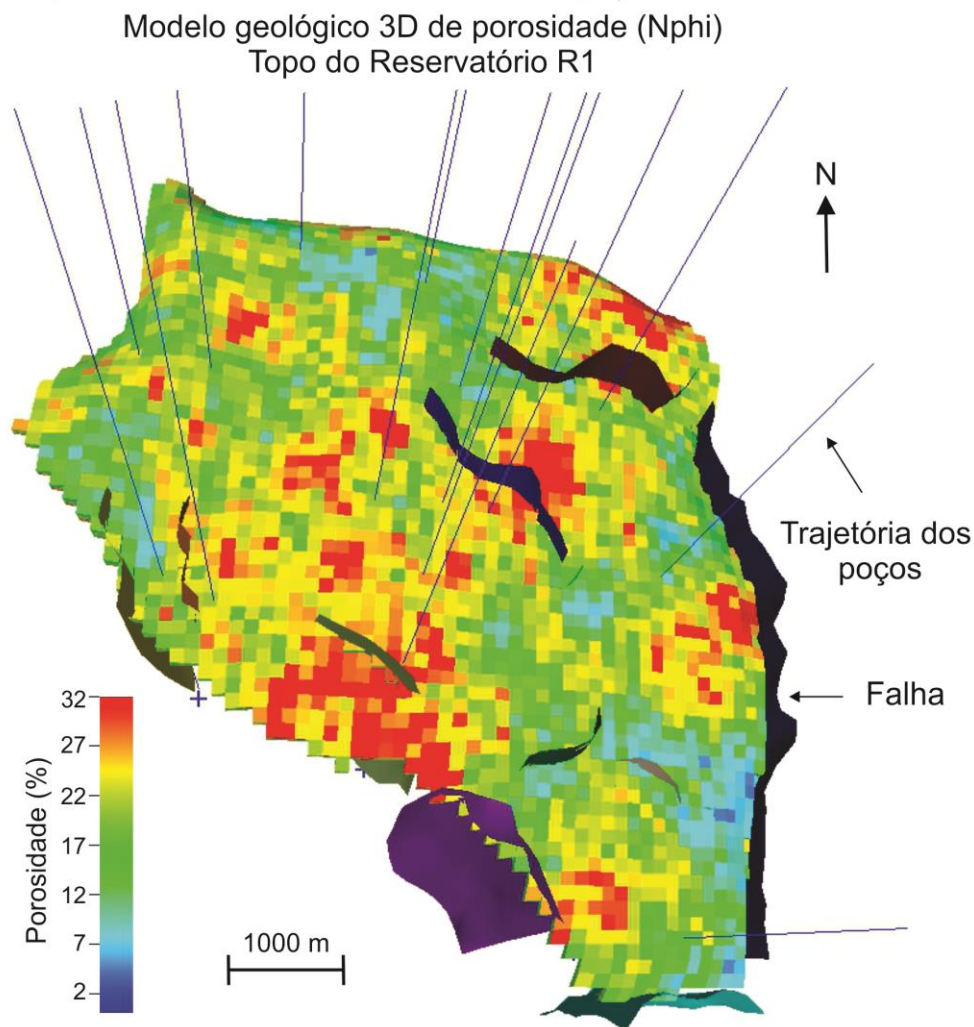 Modelo geológico 3D de porosidade (Nphi)
Topo do Reservatório R1
N
Trajetória dos
poços
Falha
Porosidade (%)
32
27
22
17
12
7
2
1000 m